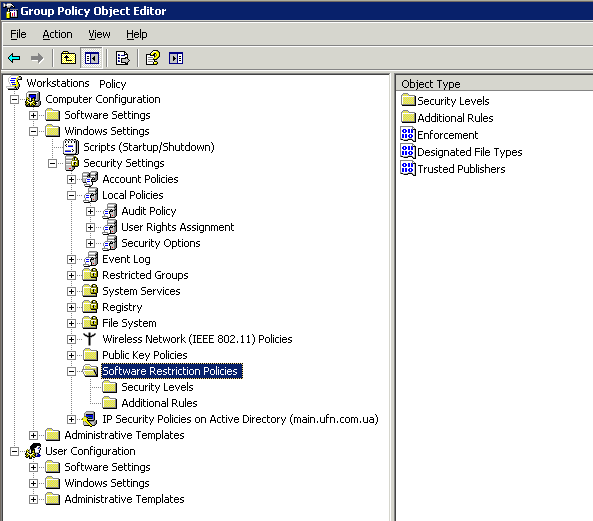 Group Policy Object Editor
File Action View Help
Workstations Policy
Computer Configuration
Software Settings
Windows Settings
Scripts (Startup/Shutdown)
Security Settings
Account Policies
Local Policies
Audit Policy
User Rights Assignment
Security Options
Event Log
Restricted Groups
System Services
Registry
File System
Wireless Network (IEEE 802.11) Policies
Public Key Policies
Software Restriction Policies
Security Levels
Additional Rules
IP Security Policies on Active Directory (main.ufn.com.ua)
Administrative Templates
User Configuration
Software Settings
Windows Settings
Administrative Templates
Object Type
Security Levels
Additional Rules
Enforcement
Designated File Types
Trusted Publishers